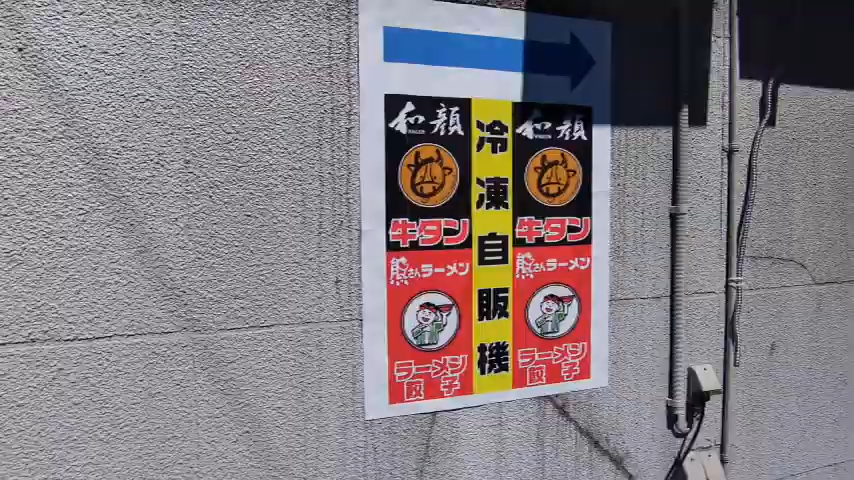 和顔
牛タン
熊さんラーメン
ラーメン
餃子
冷凍自販機
和顔
牛タン
熊さんラーメン
ラーメン
餃子